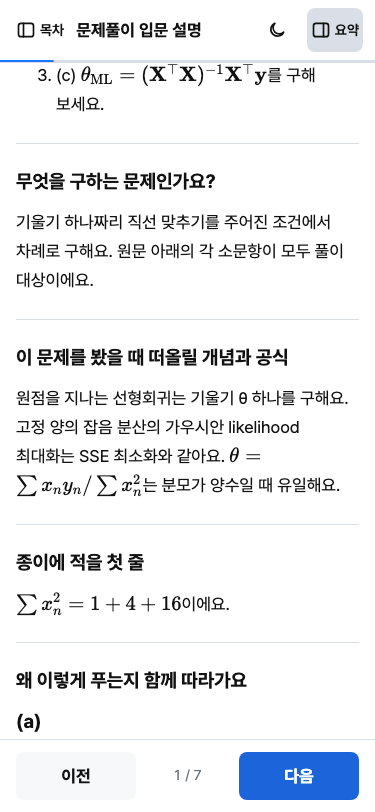 목차 문제풀이 입문 설명 요약
3. (c) θ_ML = (X^⊤X)^−1X^⊤y를 구해
보세요.
무엇을 구하는 문제인가요?
기울기 하나짜리 직선 맞추기를 주어진 조건에서
차례로 구해요. 원문 아래의 각 소문항이 모두 풀이
대상이에요.
이 문제를 봤을 때 떠올릴 개념과 공식
원점을 지나는 선형회귀는 기울기 θ 하나를 구해요.
고정 양의 잡음 분산의 가우시안 likelihood
최대화는 SSE 최소화와 같아요. θ =
∑ x_n y_n / ∑ x_n^2는 분모가 양수일 때 유일해요.
종이에 적을 첫 줄
∑ x_n^2 = 1 + 4 + 16이에요.
왜 이렇게 푸는지 함께 따라가요
(a)
이전 1 / 7 다음